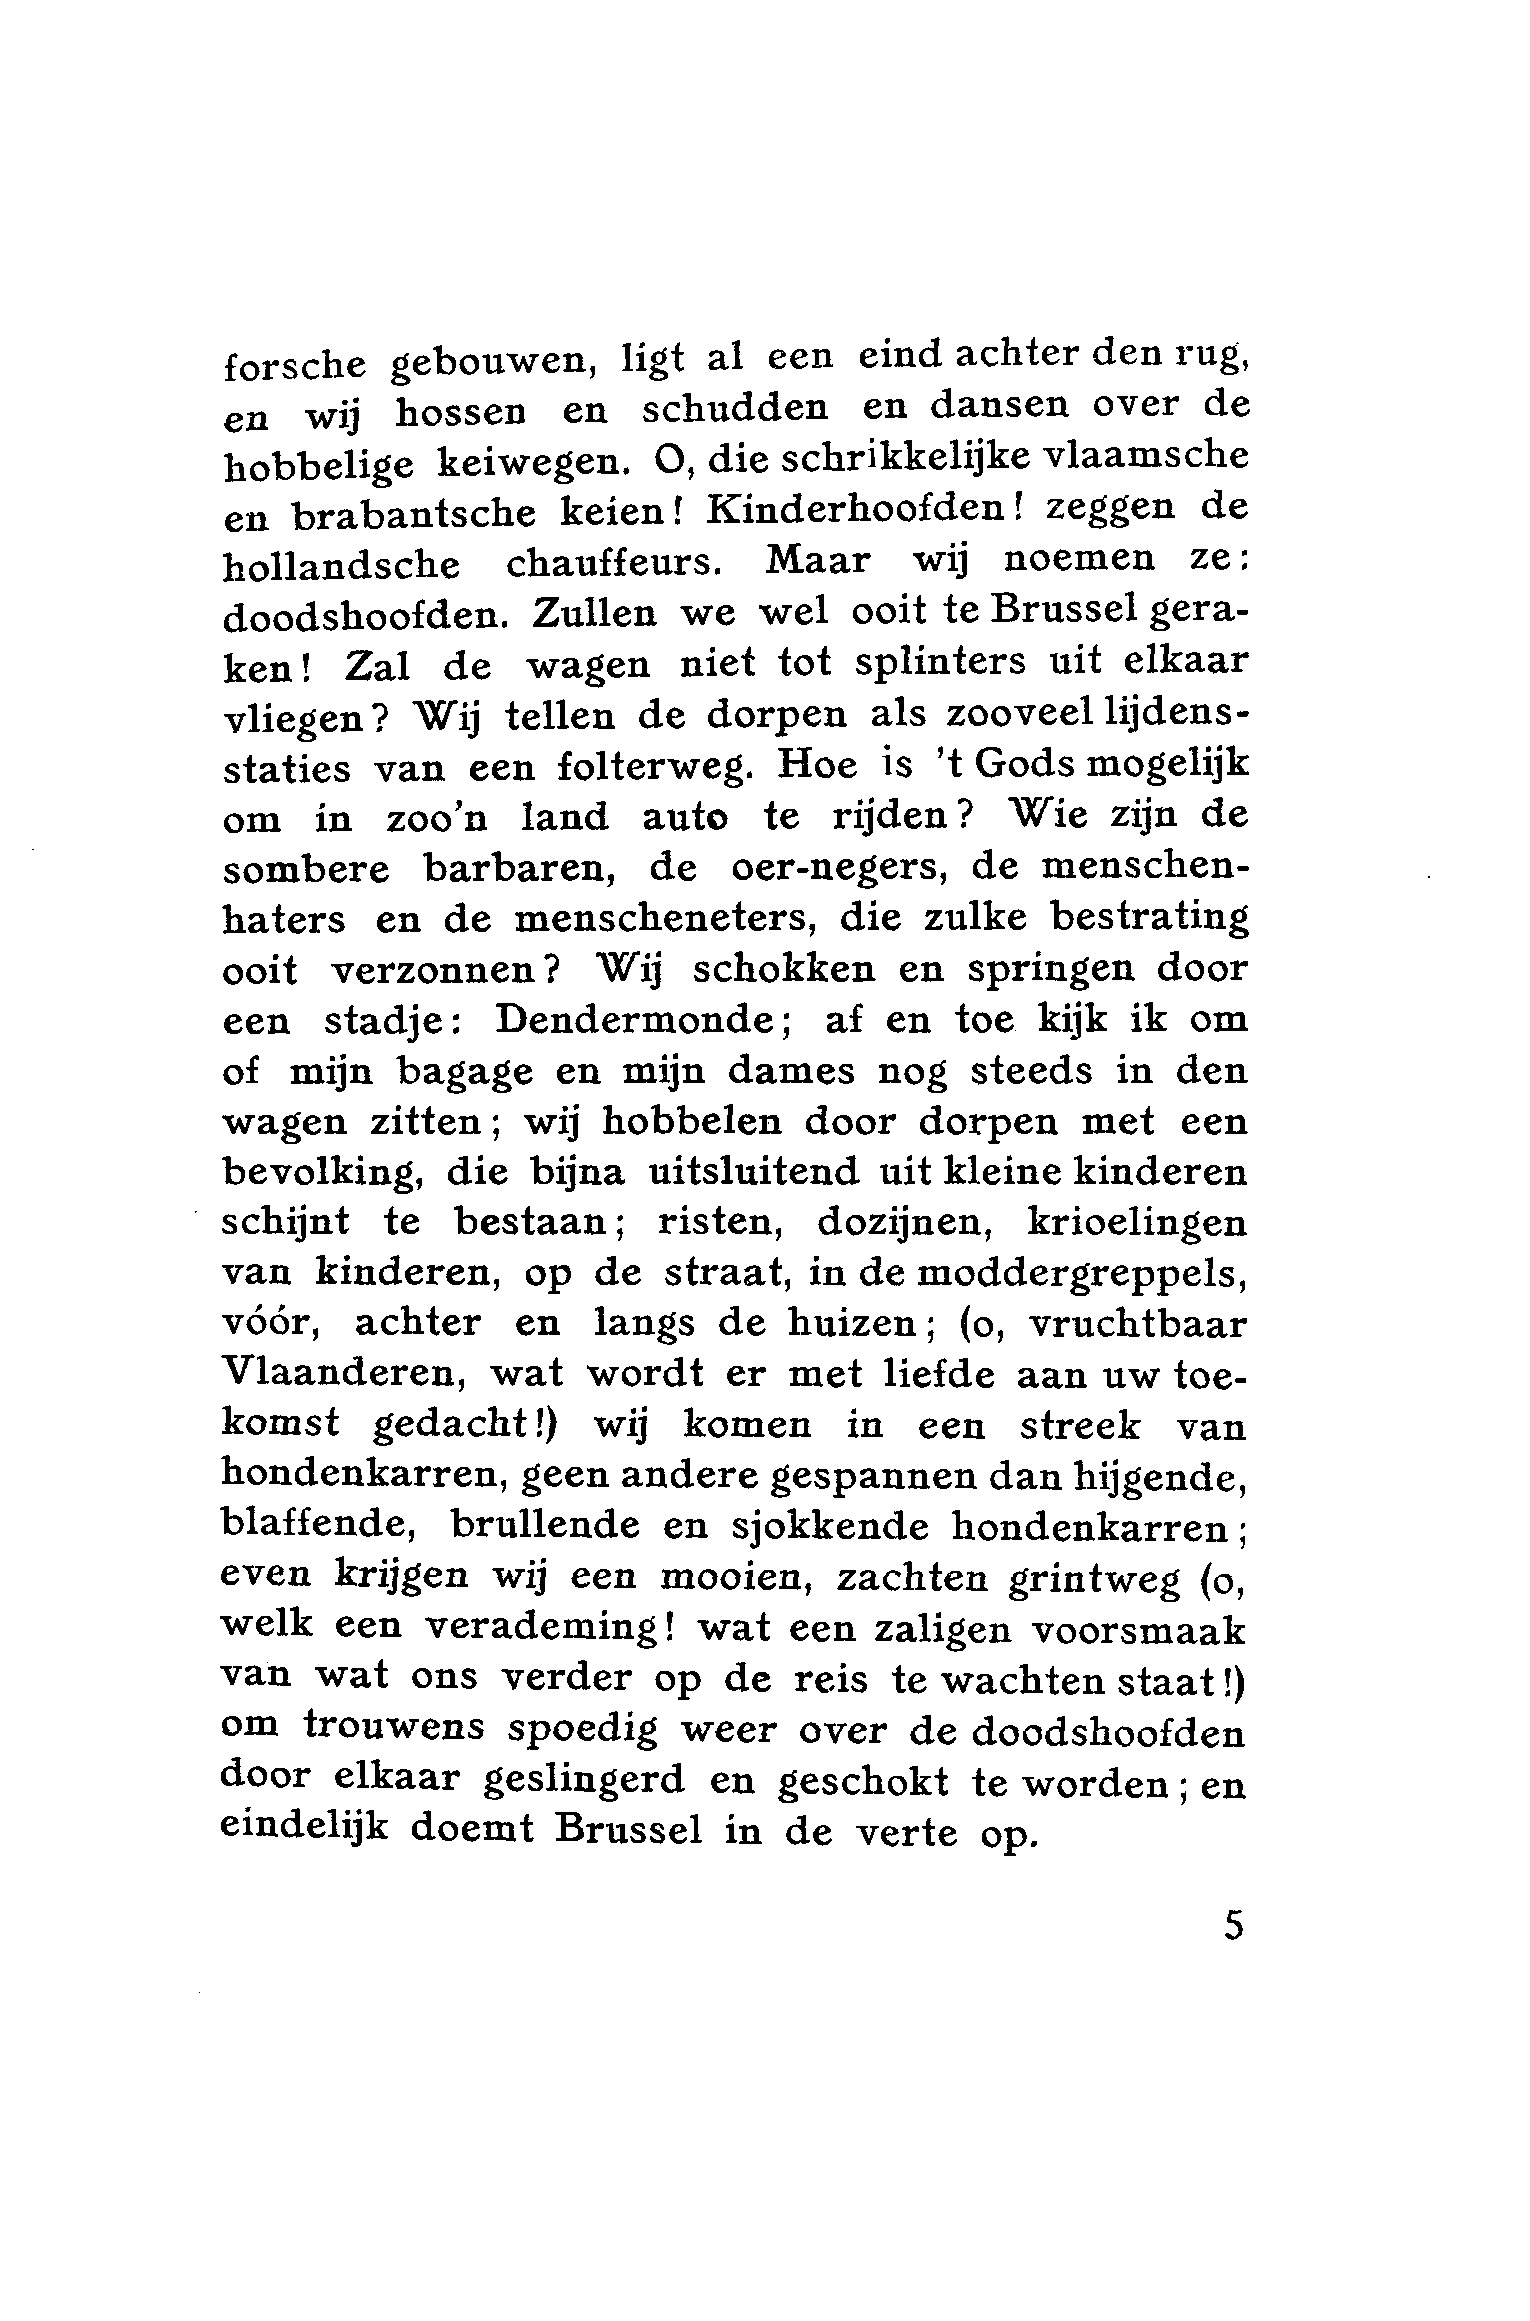 forsche gebouwen, ligt al een eind achter den rug,
en wij hossen en schudden en dansen over de
hobbelige keiwegen. O, die schrikkelijke vlaamsche
en brabantsche keien! Kinderhoofden! zeggen de
hollandsche chauffeurs. Maar wij noemen ze:
doodshoofden. Zullen we wel ooit te Brussel gera-
ken! Zal de wagen niet tot splinters uit elkaar
vliegen? Wij tellen de dorpen als zooveel lijdens-
staties van een folterweg. Hoe is 't Gods mogelijk
om in zoo'n land auto te rijden? Wie zijn de
sombere barbaren, de oer-negers, de menschen-
haters en de menscheneters, die zulke bestrating
ooit verzonnen? Wij schokken en springen door
een stadje: Dendermonde; af en toe kijk ik om
of mijn bagage en mijn dames nog steeds in den
wagen zitten; wij hobbelen door dorpen met een
bevolking, die bijna uitsluitend uit kleine kinderen
schijnt te bestaan; risten, dozijnen, krioelingen
van kinderen, op de straat, in de moddergreppels,
vóór, achter en langs de huizen; (o, vruchtbaar
Vlaanderen, wat wordt er met liefde aan uw toe-
komst gedacht!) wij komen in een streek van
hondenkarren, geen andere gespannen dan hijgende,
blaffende, brullende en sjokkende hondenkarren;
even krijgen wij een mooien, zachten grintweg (o,
welk een verademing! wat een zaligen voorsmaak
van wat ons verder op de reis te wachten staat!)
om trouwens spoedig weer over de doodshoofden
door elkaar geslingerd en geschokt te worden; en
eindelijk doemt Brussel in de verte op.
5